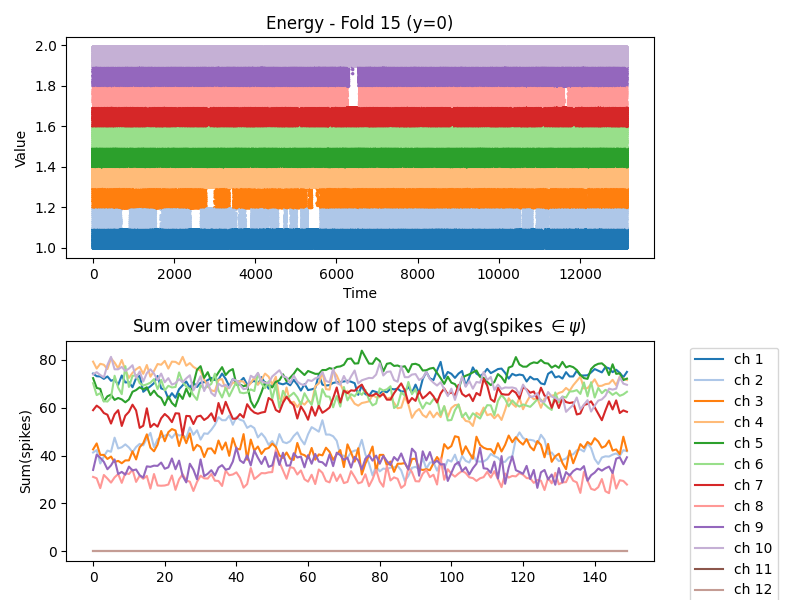 Energy - Fold 15 (y=0)
2.0
1.8
1.6
1.4
1.2
1.0
Value
0 2000 4000 6000 8000 10000 12000
Time
Sum over timewindow of 100 steps of avg(spikes ∈ ψ)
80
60
40
20
0
Sum(spikes)
0 20 40 60 80 100 120 140
ch 1
ch 2
ch 3
ch 4
ch 5
ch 6
ch 7
ch 8
ch 9
ch 10
ch 11
ch 12